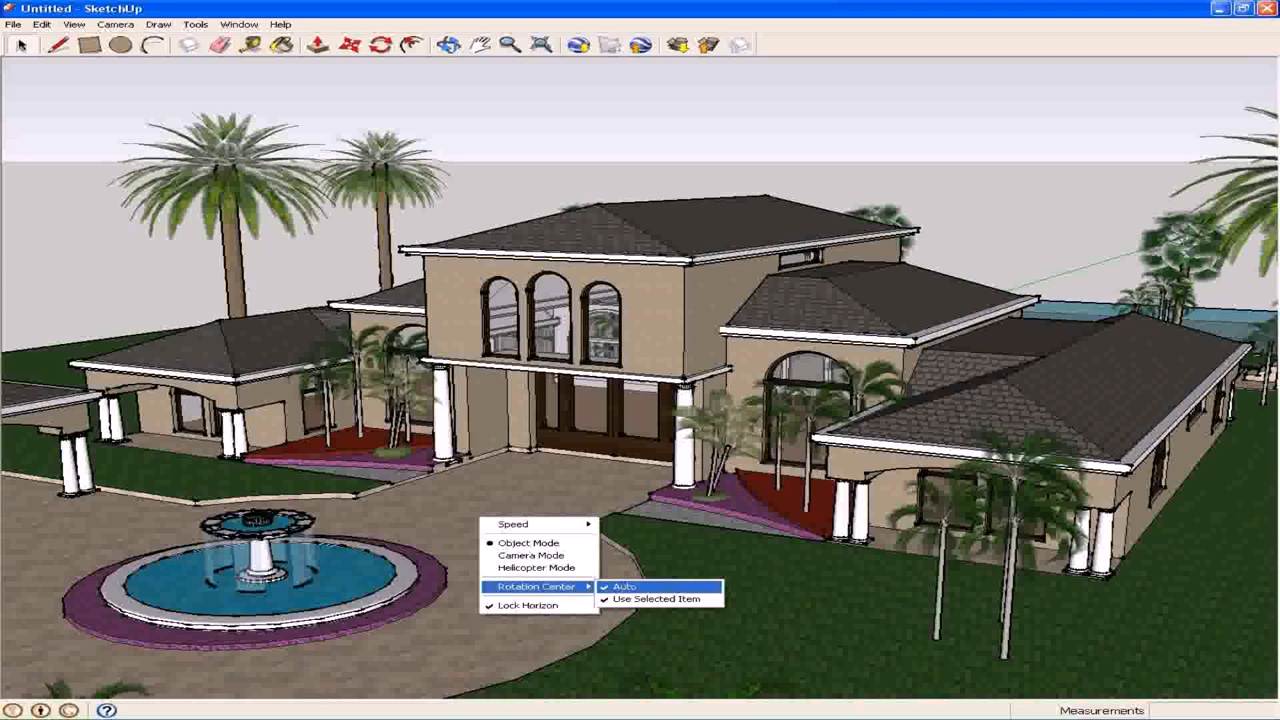 Untitled - SketchUp
File Edit View Camera Draw Tools Window Help
Speed
Object Mode
Camera Mode
Helicopter Mode
Rotation Center
Auto
Use Selected Item
Lock Horizon
Measurements